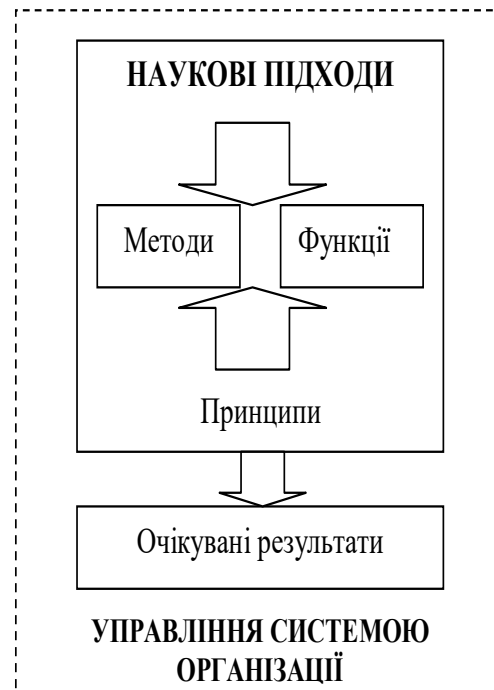 НАУКОВІ ПІДХОДИ
Методи
Функції
Принципи
Очікувані результати
УПРАВЛІННЯ СИСТЕМОЮ
ОРГАНІЗАЦІЇ